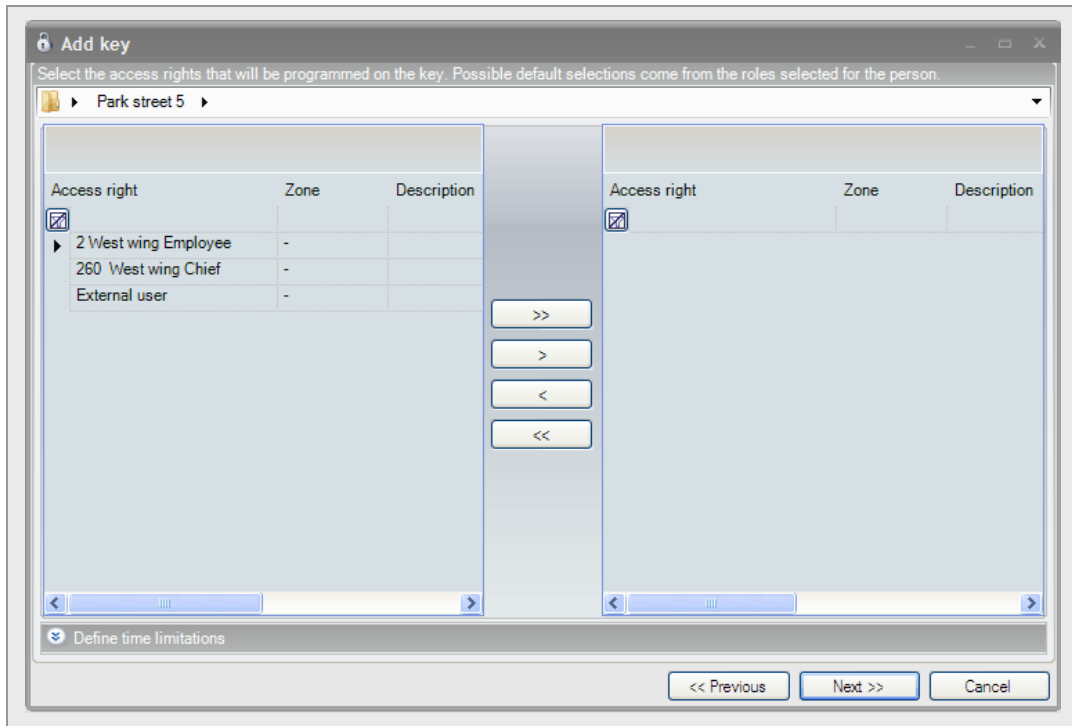 Add key
Select the access rights that will be programmed on the key. Possible default selections come from the roles selected for the person.
Park street 5
Access right Zone Description Access right Zone Description
2 West wing Employee -
260 West wing Chief -
External user -
>>
>
<
<<
Define time limitations
<< Previous Next >> Cancel